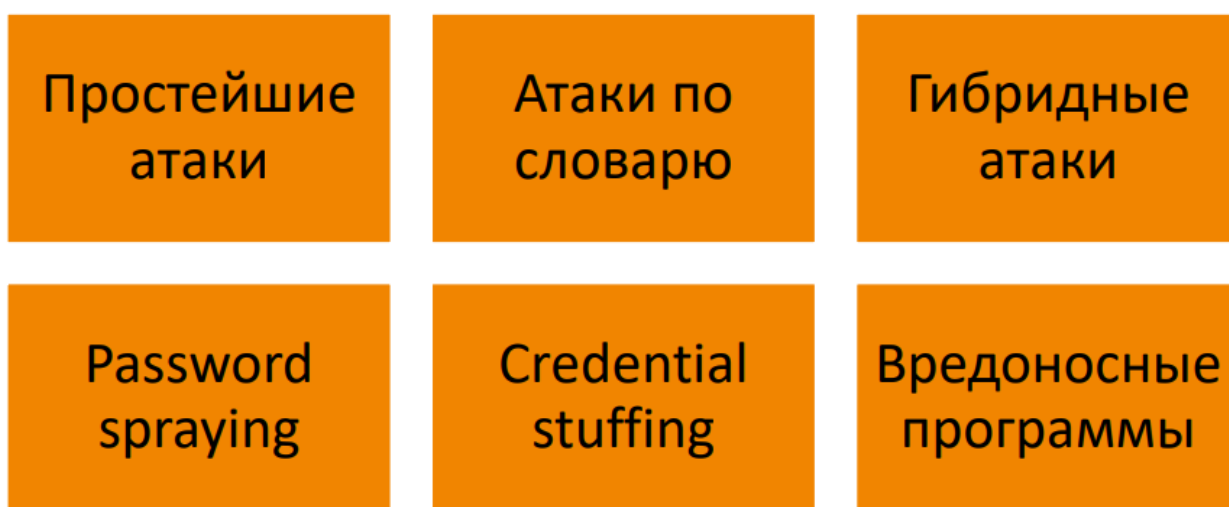 Простейшие
атаки
Атаки по
словарю
Гибридные
атаки
Password
spraying
Credential
stuffing
Вредоносные
программы